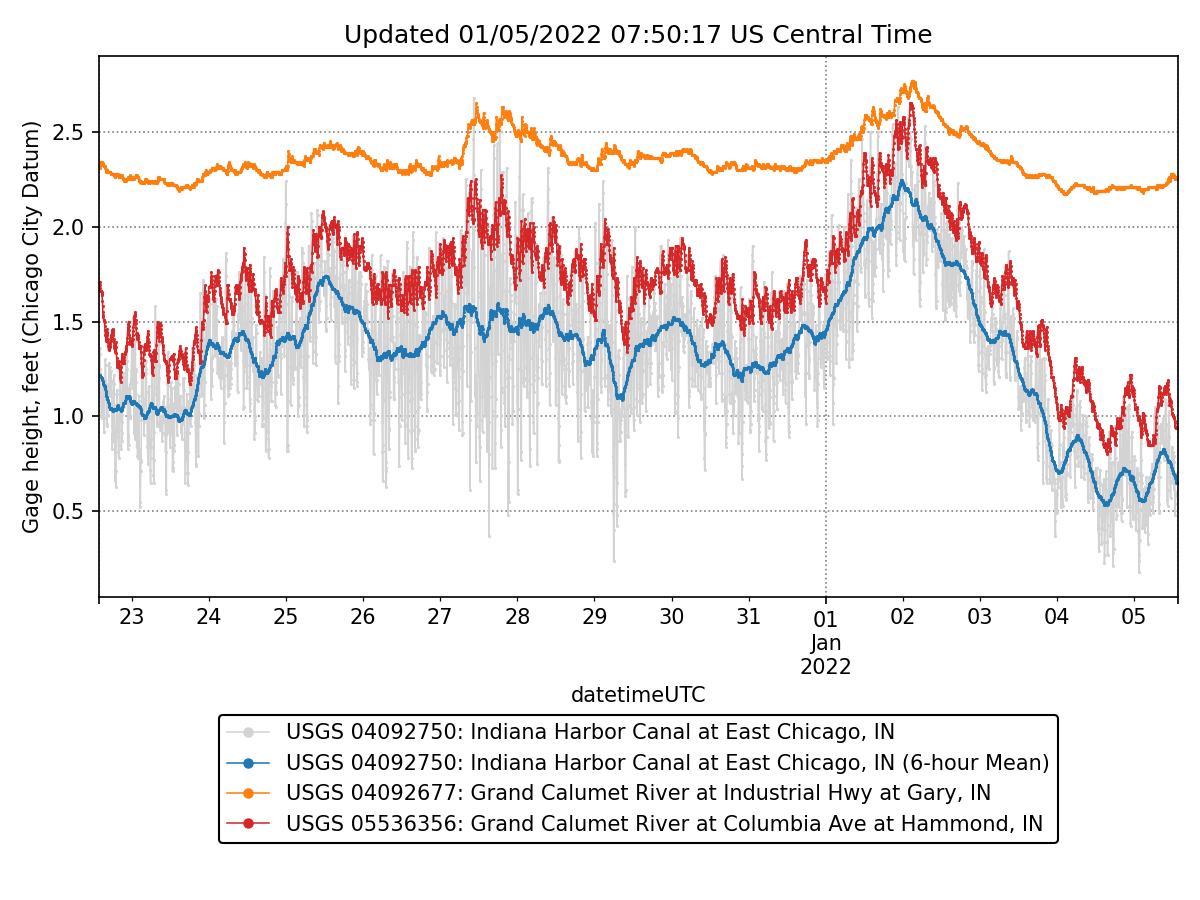 Updated 01/05/2022 07:50:17 US Central Time
Gage height, feet (Chicago City Datum)
2.5
2.0
1.5
1.0
0.5
23 24 25 26 27 28 29 30 31 01 02 03 04 05
Jan
2022
datetimeUTC
USGS 04092750: Indiana Harbor Canal at East Chicago, IN
USGS 04092750: Indiana Harbor Canal at East Chicago, IN (6-hour Mean)
USGS 04092677: Grand Calumet River at Industrial Hwy at Gary, IN
USGS 05536356: Grand Calumet River at Columbia Ave at Hammond, IN